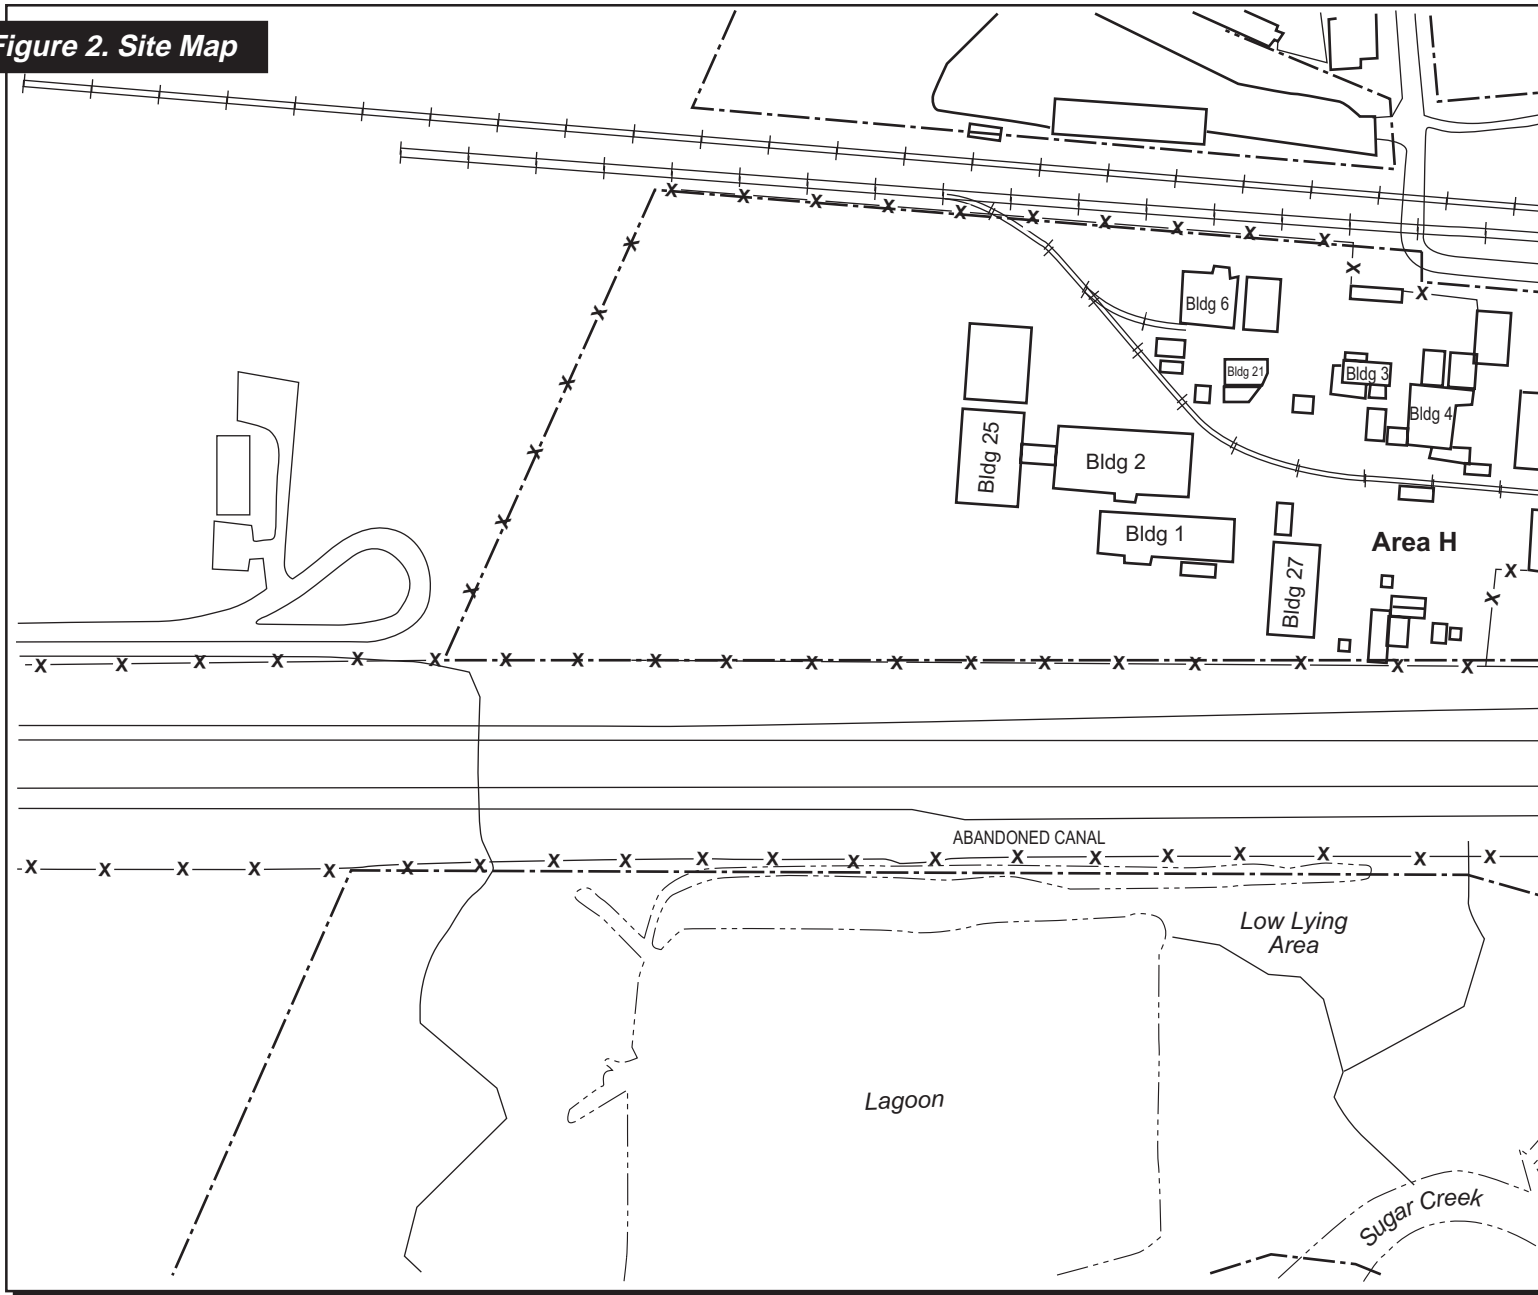 Figure 2. Site Map
Bldg 6
Bldg 21
Bldg 3
Bldg 4
Bldg 25
Bldg 2
Bldg 1
Area H
Bldg 27
ABANDONED CANAL
Low Lying
Area
Lagoon
Sugar Creek